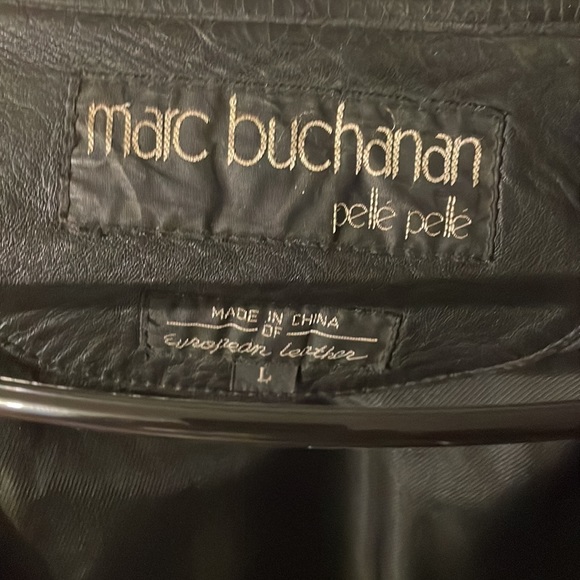 marc buchanan
pellé pellé
MADE IN CHINA
OF
European Leather
L